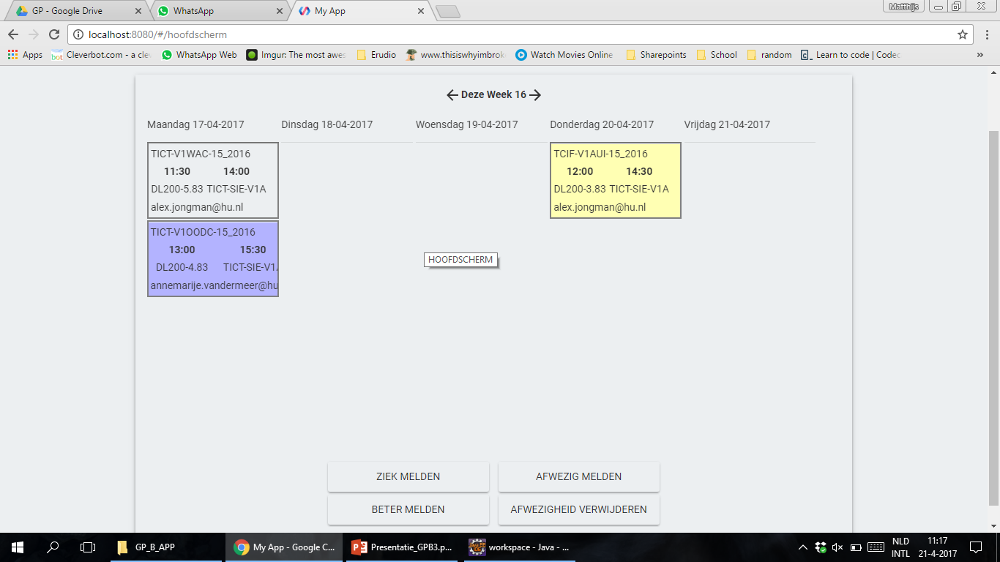 GP - Google Drive
WhatsApp
My App
Matthijs
localhost:8080/#/hoofdscherm
Apps
Cleverbot.com - a clev
WhatsApp Web
Imgur: The most awes
Erudio
www.thisiswhyimbrok
Watch Movies Online
Sharepoints
School
random
Learn to code | Codec
»
Deze Week 16
Maandag 17-04-2017
Dinsdag 18-04-2017
Woensdag 19-04-2017
Donderdag 20-04-2017
Vrijdag 21-04-2017
TICT-V1WAC-15_2016
11:30 14:00
DL200-5.83 TICT-SIE-V1A
alex.jongman@hu.nl
TICT-V1OODC-15_2016
13:00 15:30
DL200-4.83 TICT-SIE-V1A
annemarije.vandermeer@hu
TCIF-V1AUI-15_2016
12:00 14:30
DL200-3.83 TICT-SIE-V1A
alex.jongman@hu.nl
HOOFDSCHERM
ZIEK MELDEN
AFWEZIG MELDEN
BETER MELDEN
AFWEZIGHEID VERWIJDEREN
GP_B_APP
My App - Google C...
Presentatie_GPB3.p...
workspace - Java - ...
NLD
INTL
11:17
21-4-2017